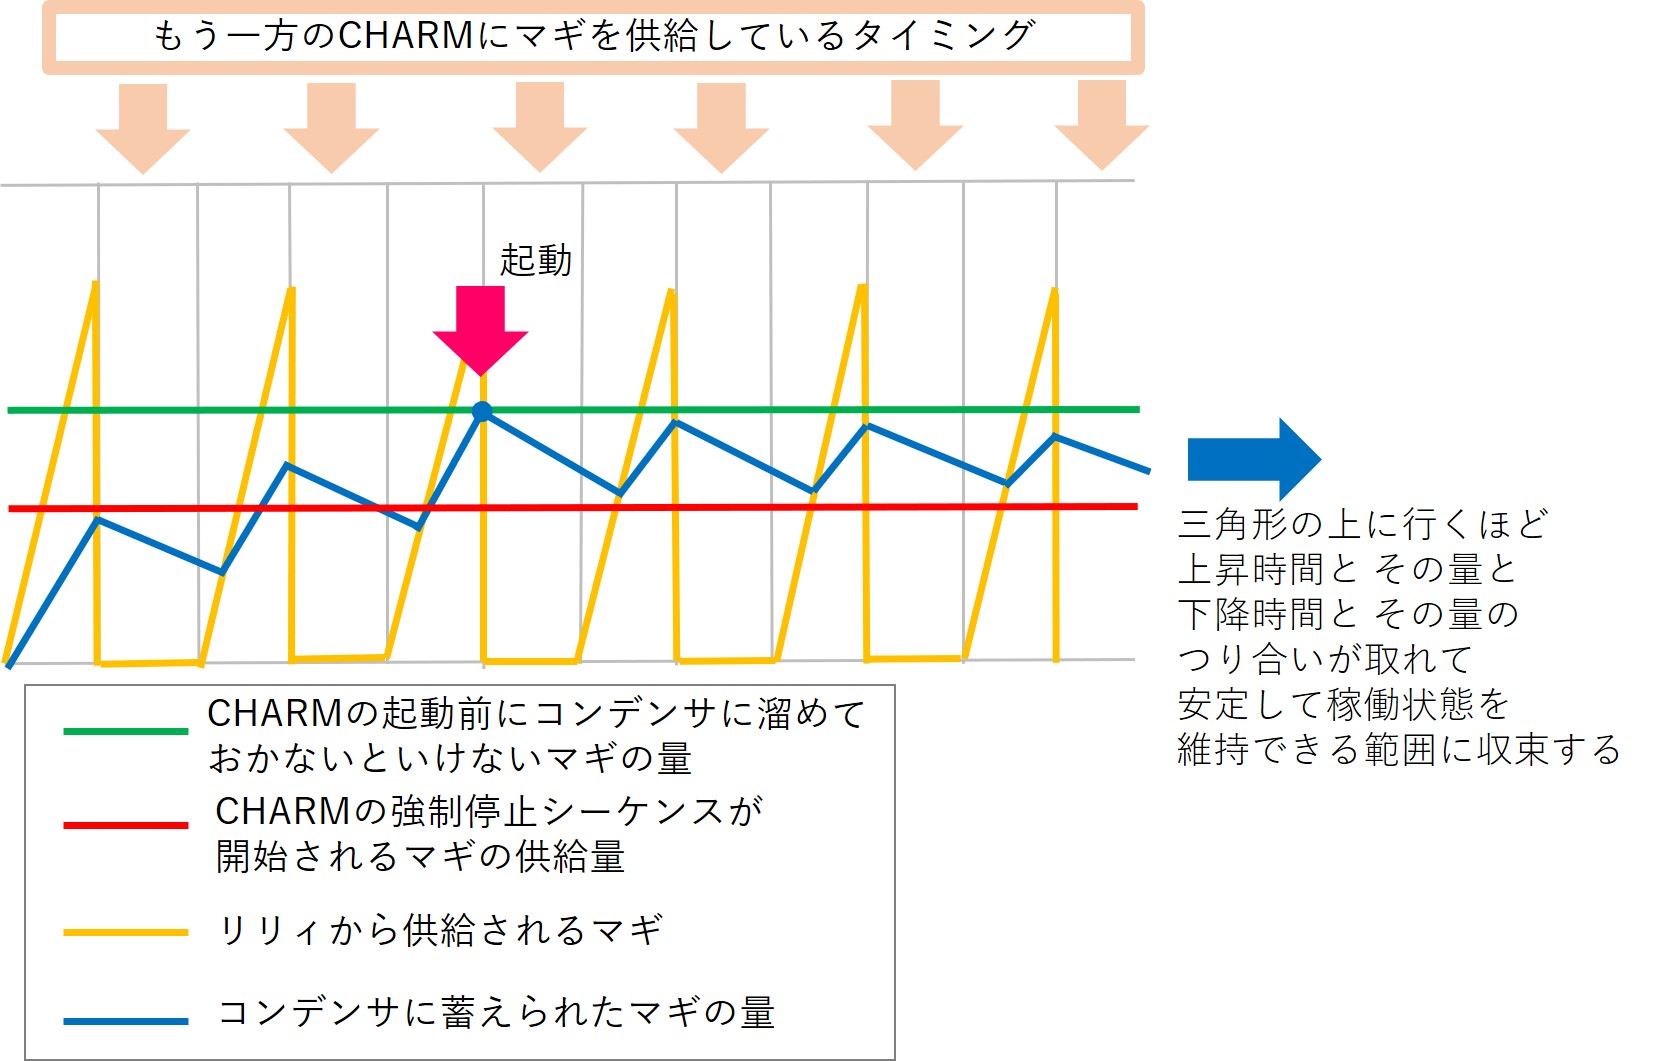 もう一方のCHARMにマギを供給しているタイミング
起動
三角形の上に行くほど
上昇時間と その量と
下降時間と その量の
つり合いが取れて
安定して稼働状態を
維持できる範囲に収束する
CHARMの起動前にコンデンサに溜めて
おかないといけないマギの量
CHARMの強制停止シーケンスが
開始されるマギの供給量
リリィから供給されるマギ
コンデンサに蓄えられたマギの量